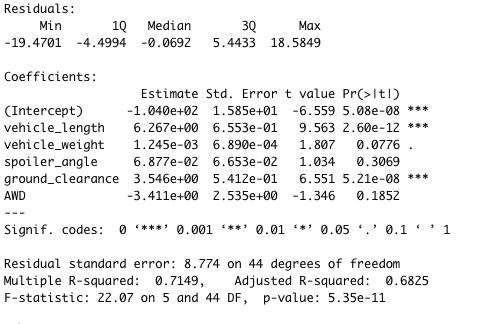 Residuals:
Min 1Q Median 3Q Max
-19.4701 -4.4994 -0.0692 5.4433 18.5849
Coefficients:
Estimate Std. Error t value Pr(>|t|)
(Intercept) -1.040e+02 1.585e+01 -6.559 5.08e-08 ***
vehicle_length 6.267e+00 6.553e-01 9.563 2.60e-12 ***
vehicle_weight 1.245e-03 6.890e-04 1.807 0.0776 .
spoiler_angle 6.877e-02 6.653e-02 1.034 0.3069
ground_clearance 3.546e+00 5.412e-01 6.551 5.21e-08 ***
AWD -3.411e+00 2.535e+00 -1.346 0.1852
---
Signif. codes: 0 ‘***’ 0.001 ‘**’ 0.01 ‘*’ 0.05 ‘.’ 0.1 ‘ ’ 1
Residual standard error: 8.774 on 44 degrees of freedom
Multiple R-squared: 0.7149, Adjusted R-squared: 0.6825
F-statistic: 22.07 on 5 and 44 DF, p-value: 5.35e-11